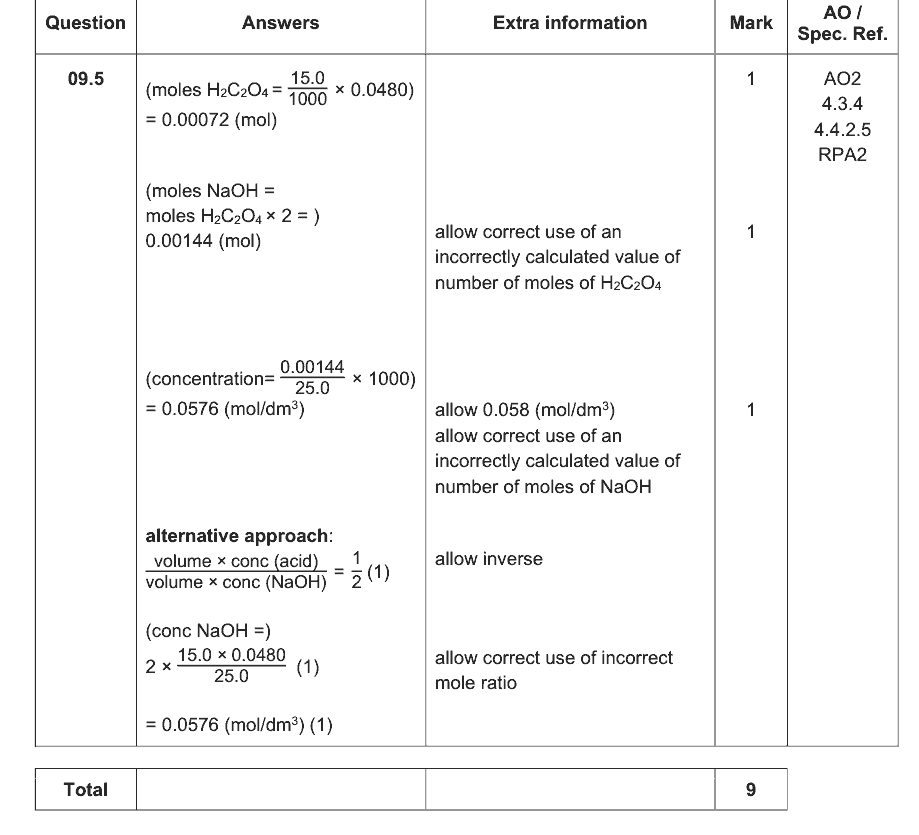 Question Answers Extra information Mark AO /
Spec. Ref.
09.5 (moles H₂C₂O₄ = 15.0/1000 × 0.0480) 1 AO2
= 0.00072 (mol) 4.3.4
4.4.2.5
RPA2
(moles NaOH =
moles H₂C₂O₄ × 2 = )
0.00144 (mol) allow correct use of an 1
incorrectly calculated value of
number of moles of H₂C₂O₄
(concentration= 0.00144/25.0 × 1000)
= 0.0576 (mol/dm³) allow 0.058 (mol/dm³) 1
allow correct use of an
incorrectly calculated value of
number of moles of NaOH
alternative approach:
volume × conc (acid)/volume × conc (NaOH) = 1/2 (1) allow inverse
(conc NaOH =)
2 × 15.0 × 0.0480/25.0 (1) allow correct use of incorrect
mole ratio
= 0.0576 (mol/dm³) (1)
Total 9